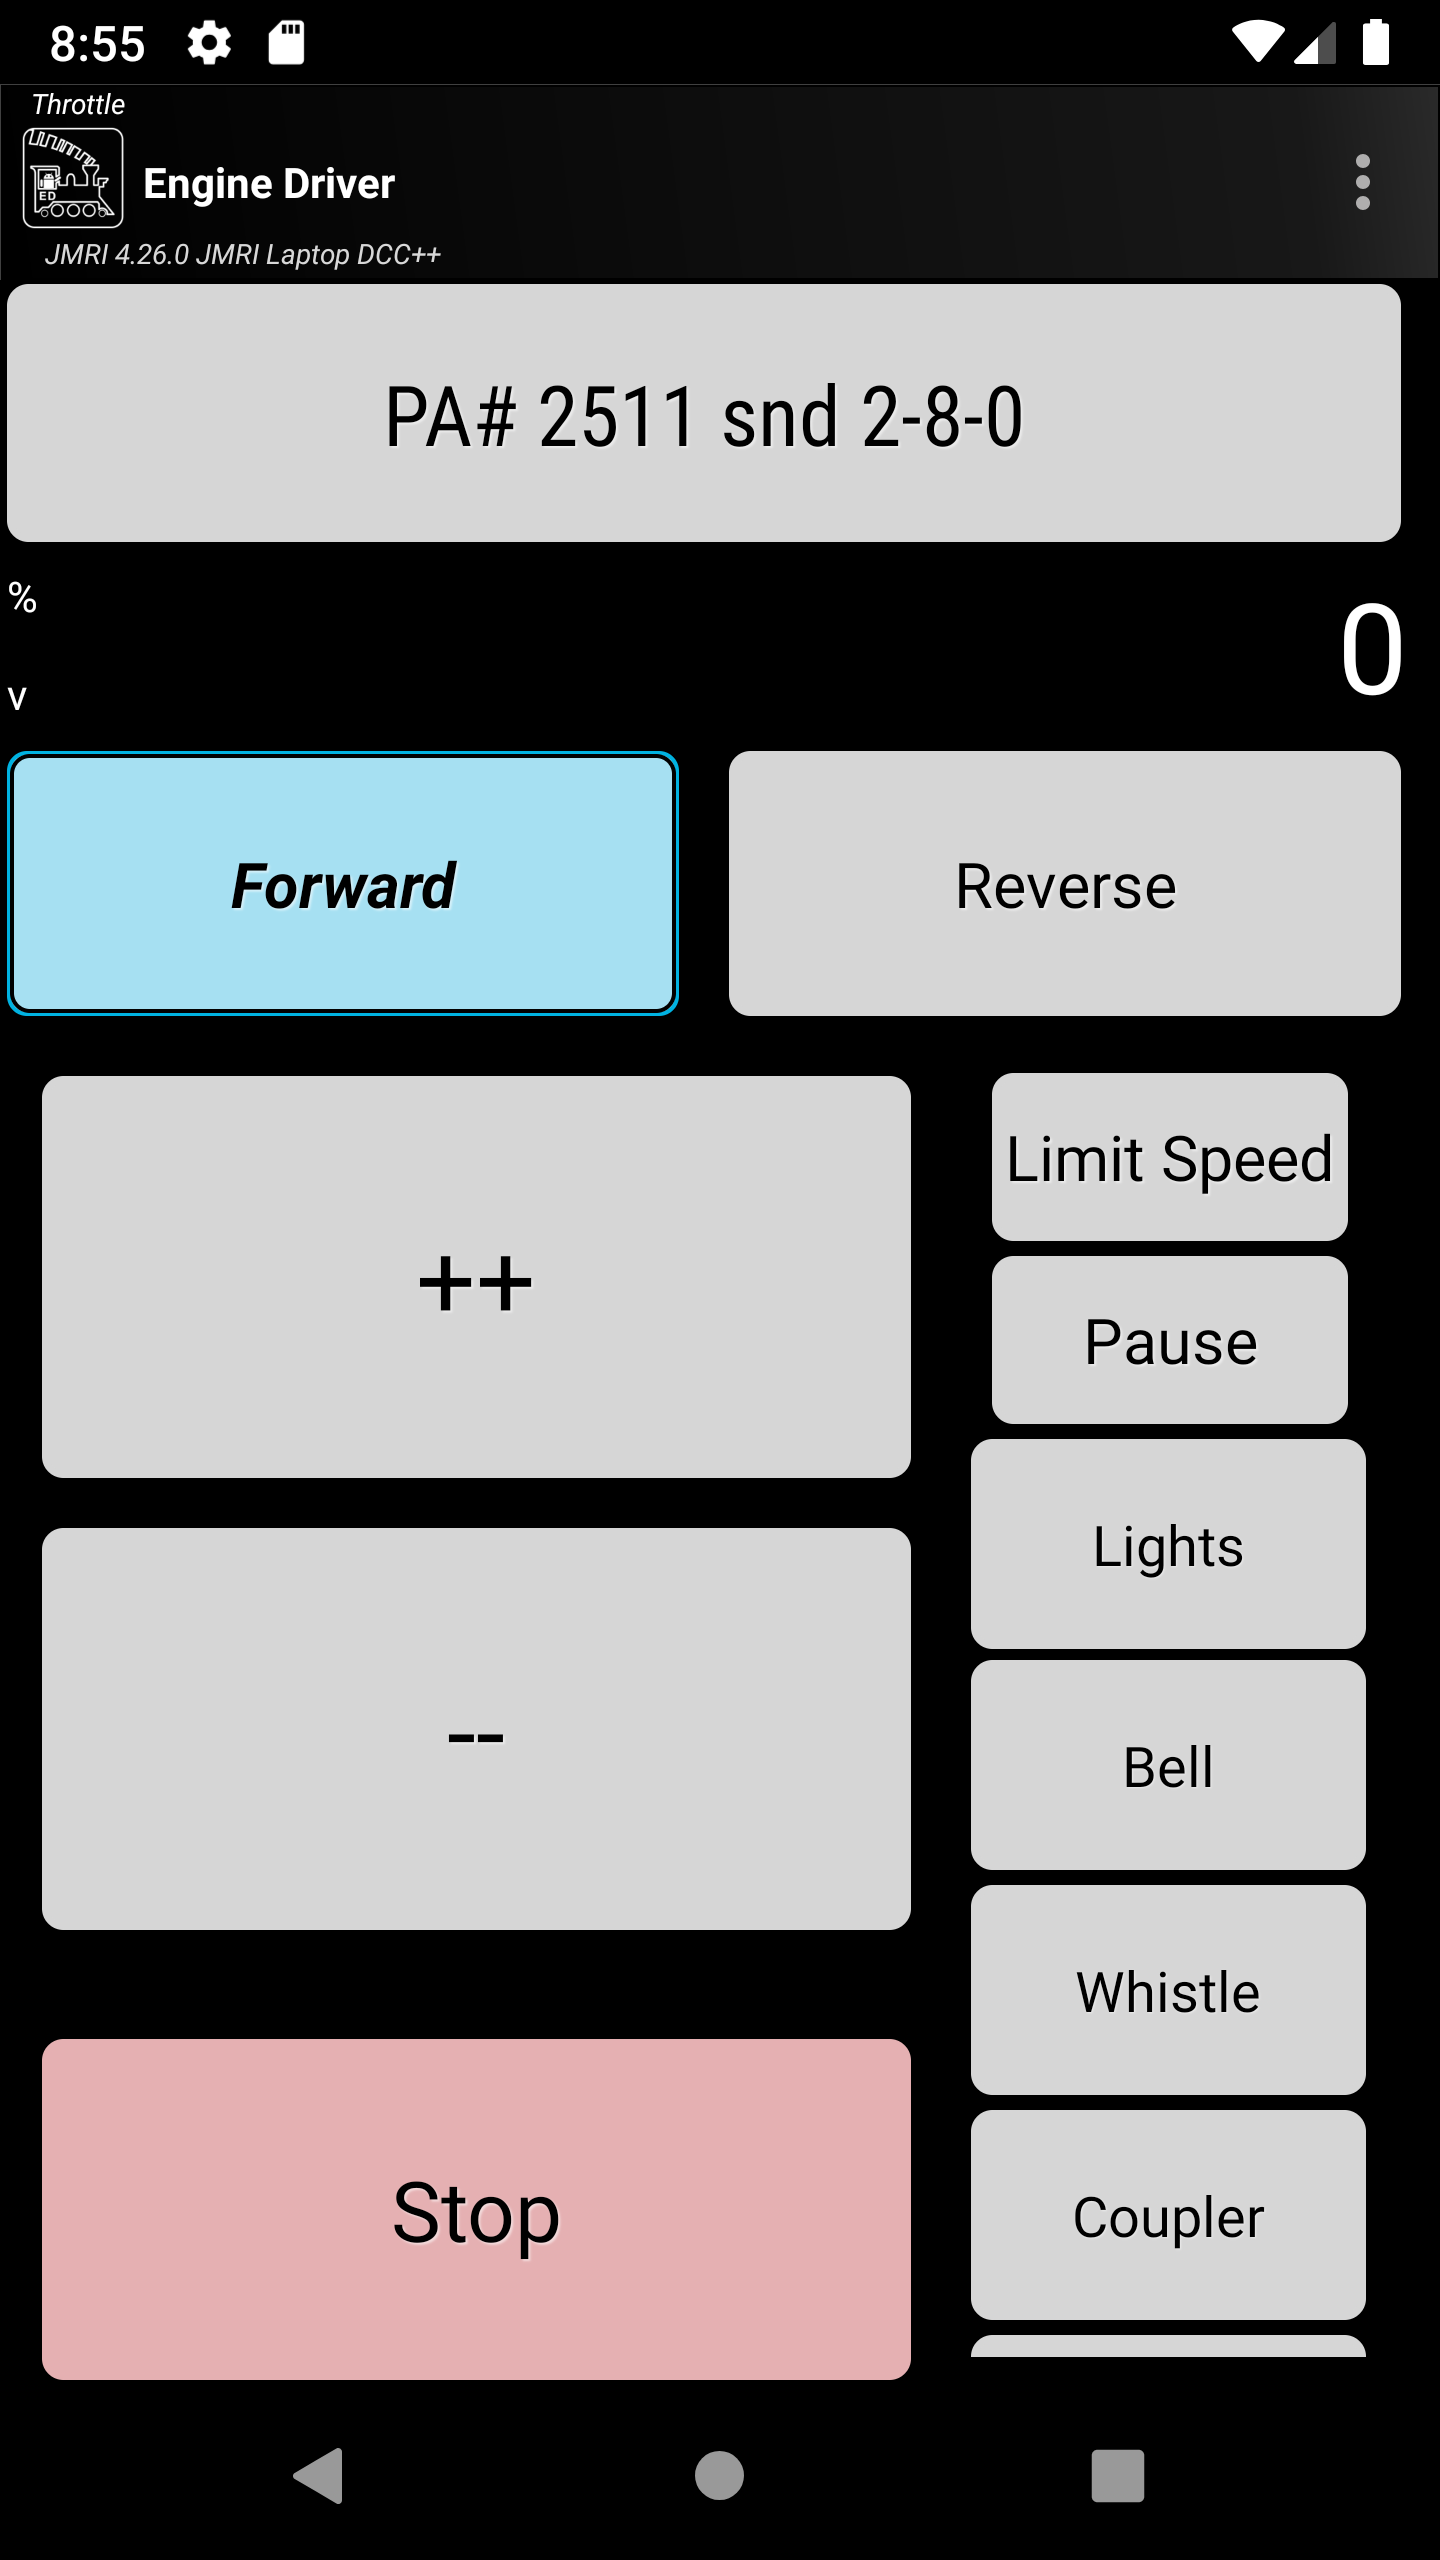 8:55
Throttle
ED
Engine Driver
JMRI 4.26.0 JMRI Laptop DCC++
PA# 2511 snd 2-8-0
%
0
v
Forward
Reverse
Limit Speed
++
Pause
Lights
--
Bell
Whistle
Stop
Coupler